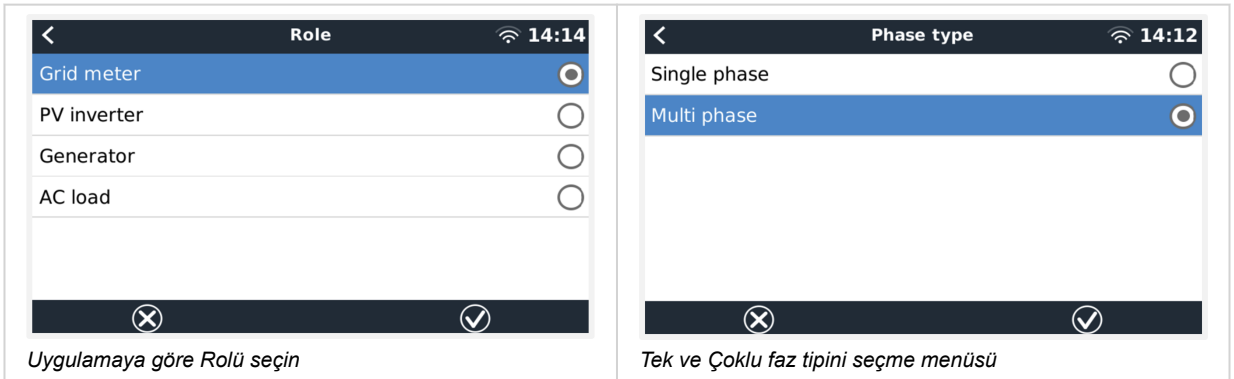 Role 14:14
Grid meter
PV inverter
Generator
AC load
Uygulamaya göre Rolü seçin
Phase type 14:12
Single phase
Multi phase
Tek ve Çoklu faz tipini seçme menüsü